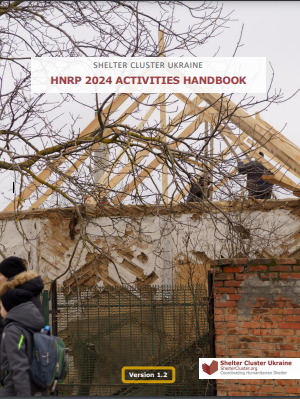 SHELTER CLUSTER UKRAINE
HNRP 2024 ACTIVITIES HANDBOOK
Version 1.2
Shelter Cluster Ukraine
ShelterCluster.org
Coordinating Humanitarian Shelter